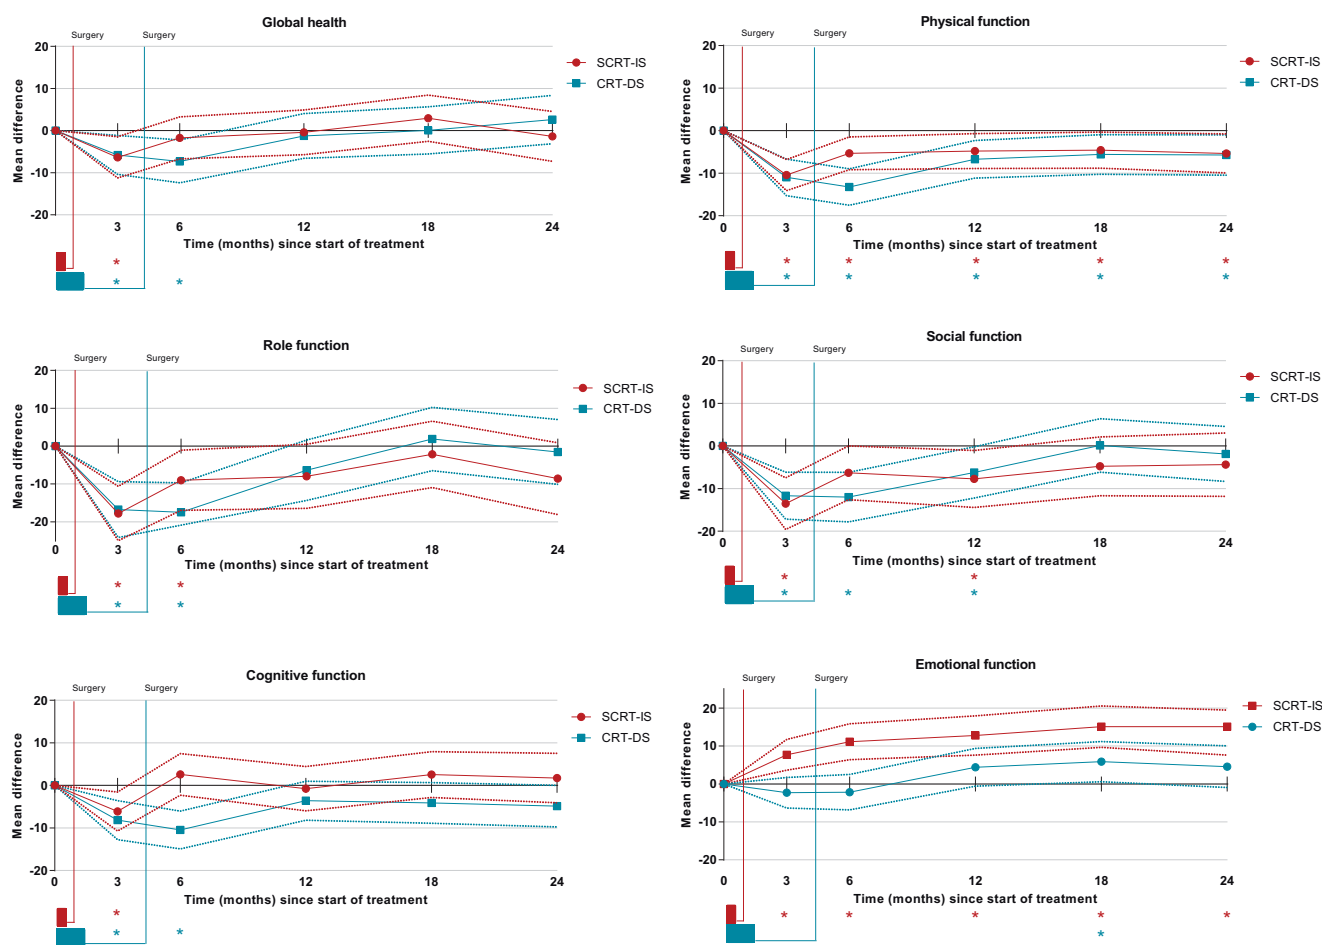 Global health
Surgery Surgery
20
10
0
-10
-20
Mean difference
3 6 12 18 24
Time (months) since start of treatment
SCRT-IS
CRT-DS
*
* *
Physical function
Surgery Surgery
20
10
0
-10
-20
Mean difference
0 3 6 12 18 24
Time (months) since start of treatment
SCRT-IS
CRT-DS
* * * * *
* * * * *
Role function
Surgery Surgery
20
10
0
-10
-20
Mean difference
0 3 6 12 18 24
Time (months) since start of treatment
SCRT-IS
CRT-DS
* *
* *
Social function
Surgery Surgery
20
10
0
-10
-20
Mean difference
0 3 6 12 18 24
Time (months) since start of treatment
SCRT-IS
CRT-DS
* *
* * *
Cognitive function
Surgery Surgery
20
10
0
-10
-20
Mean difference
0 3 6 12 18 24
Time (months) since start of treatment
SCRT-IS
CRT-DS
*
* *
Emotional function
Surgery Surgery
20
10
0
-10
-20
Mean difference
0 3 6 12 18 24
Time (months) since start of treatment
SCRT-IS
CRT-DS
* * * * *
*